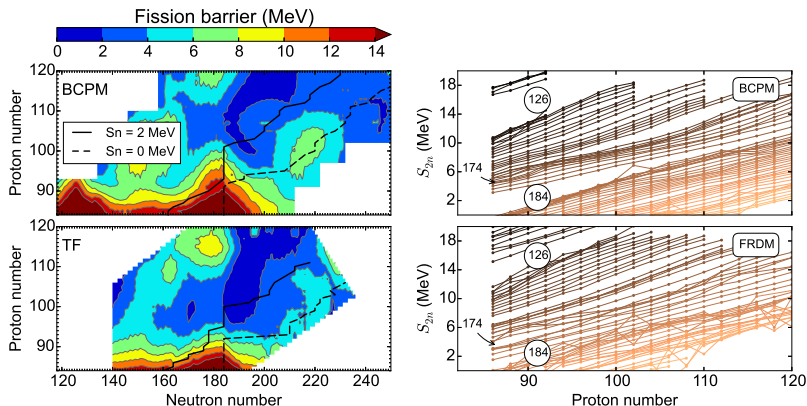 Fission barrier (MeV)
0 2 4 6 8 10 12 14
BCPM
Sn = 2 MeV
Sn = 0 MeV
Proton number
120
110
100
90
TF
Proton number
120
110
100
90
120 140 160 180 200 220 240
Neutron number
BCPM
126
174
184
S2n (MeV)
18
14
10
6
2
FRDM
126
174
184
S2n (MeV)
18
14
10
6
2
90 100 110 120
Proton number